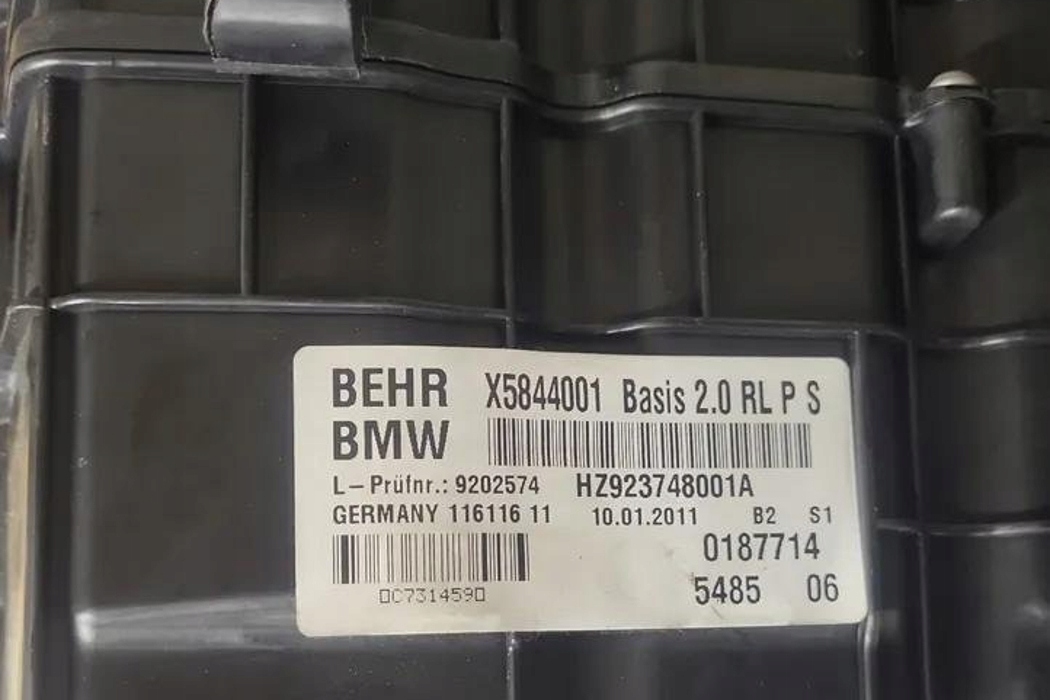 BEHR X5844001 Basis 2.0 RL P S
BMW
L-Prüfnr.: 9202574 HZ923748001A
GERMANY 116116 11 10.01.2011 B2 S1
0187714
5485 06
0C7314590